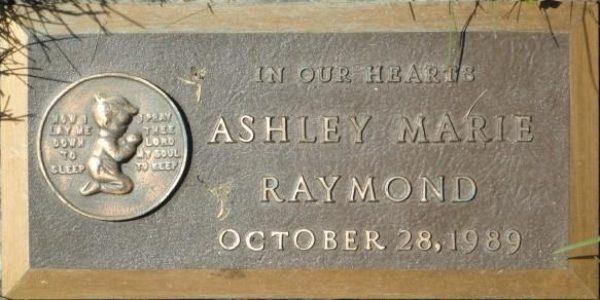 NOW I
LAY ME
DOWN
TO
SLEEP
I PRAY
THEE
LORD
MY SOUL
TO KEEP
IN OUR HEARTS
ASHLEY MARIE
RAYMOND
OCTOBER 28, 1989